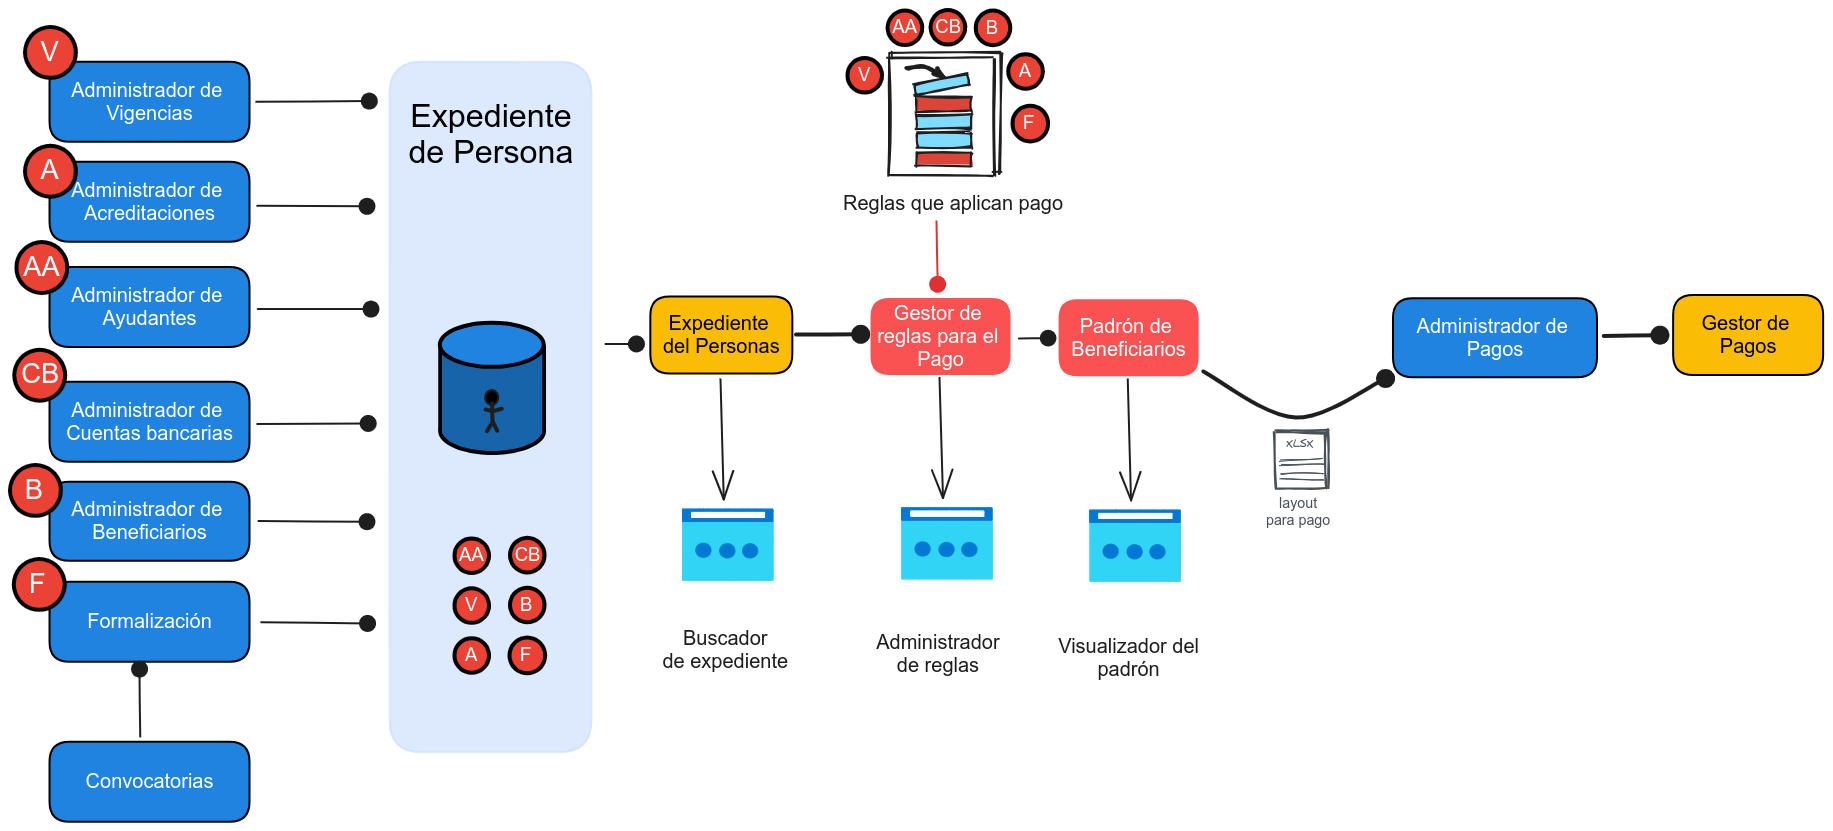 V
Administrador de
Vigencias
A
Administrador de
Acreditaciones
AA
Administrador de
Ayudantes
CB
Administrador de
Cuentas bancarias
B
Administrador de
Beneficiarios
F
Formalización
Convocatorias
Expediente
de Persona
AA
CB
V
B
A
F
Expediente
del Personas
Buscador
de expediente
V
AA
CB
B
A
F
Reglas que aplican pago
Gestor de
reglas para el
Pago
Administrador
de reglas
Padrón de
Beneficiarios
Visualizador del
padrón
XLSX
layout
para pago
Administrador de
Pagos
Gestor de
Pagos